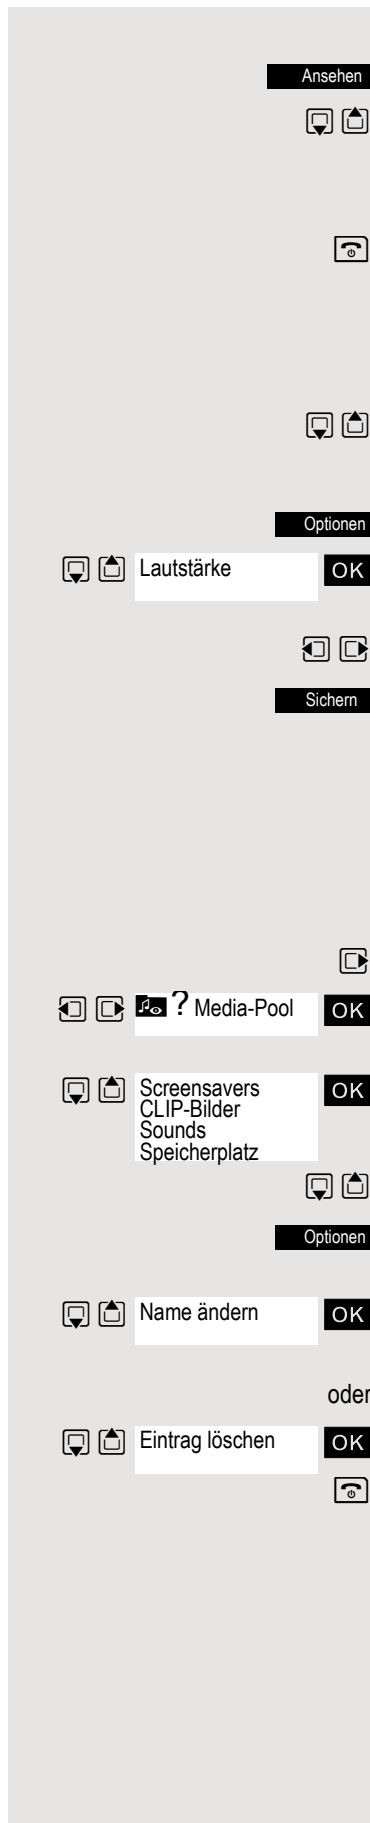 Ansehen
Optionen
Lautstärke OK
Sichern
? Media-Pool OK
Screensavers OK
CLIP-Bilder
Sounds
Speicherplatz
Optionen
Name ändern OK
oder
Eintrag löschen OK